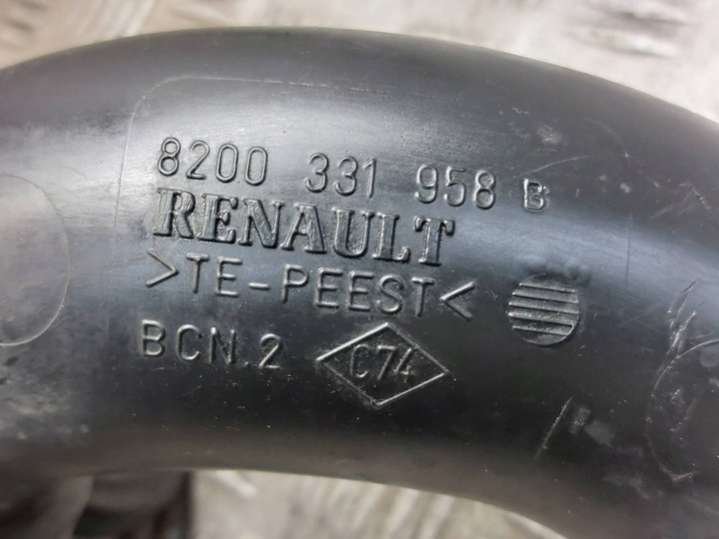 8200 331 958 B
RENAULT
>TE-PEEST<
BCN.2 C74